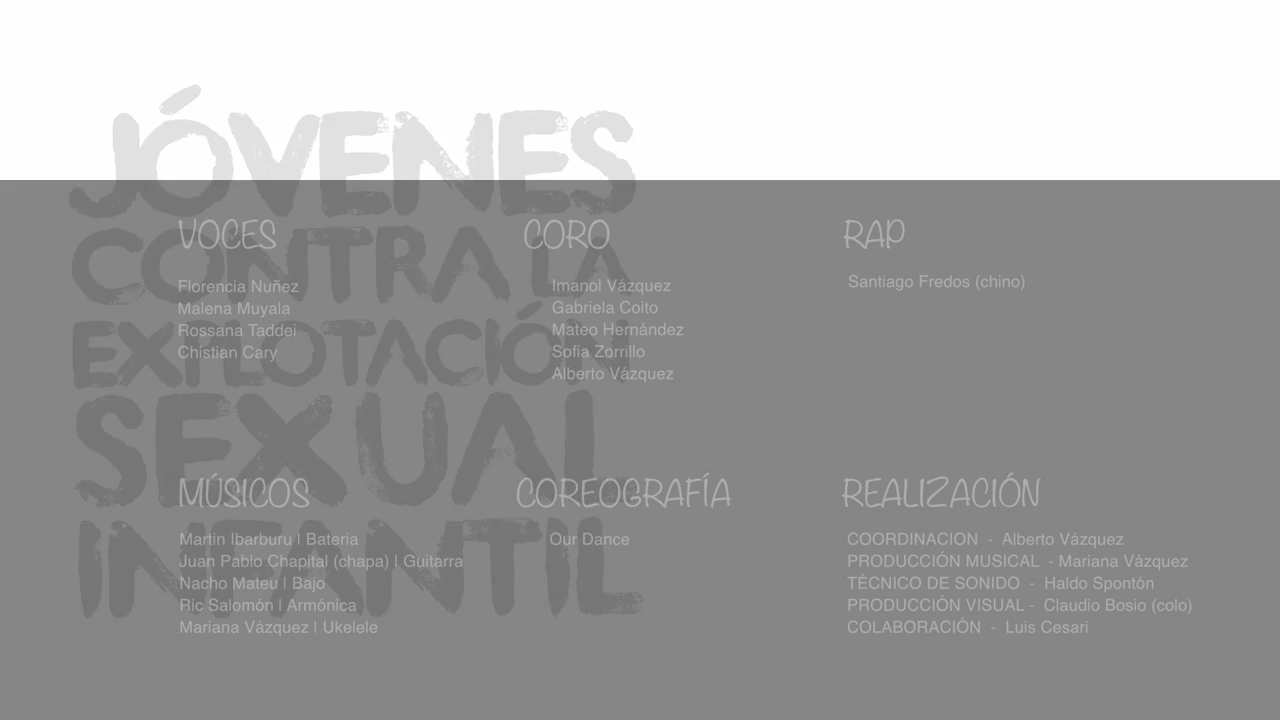 JÓVENES
CONTRA LA
EXPLOTACIÓN
SEXUAL
INFANTIL
VOCES
Florencia Nuñez
Malena Muyala
Rossana Taddei
Chistian Cary
CORO
Imanol Vázquez
Gabriela Coito
Mateo Hernández
Sofia Zorrillo
Alberto Vázquez
RAP
Santiago Fredos (chino)
MÚSICOS
Martin Ibarburu | Bateria
Juan Pablo Chapital (chapa) | Guitarra
Nacho Mateu | Bajo
Ric Salomón | Armónica
Mariana Vázquez | Ukelele
COREOGRAFÍA
Our Dance
REALIZACIÓN
COORDINACION - Alberto Vázquez
PRODUCCIÓN MUSICAL - Mariana Vázquez
TÉCNICO DE SONIDO - Haldo Spontón
PRODUCCIÓN VISUAL - Claudio Bosio (colo)
COLABORACIÓN - Luis Cesari